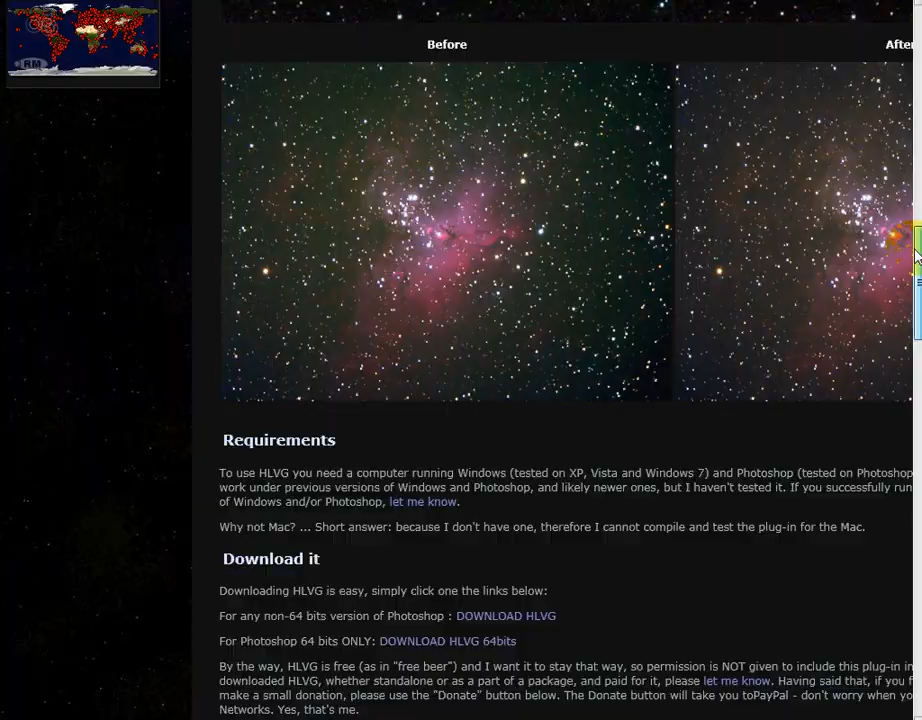 RM
Before
After
Requirements
To use HLVG you need a computer running Windows (tested on XP, Vista and Windows 7) and Photoshop (tested on Photoshop
work under previous versions of Windows and Photoshop, and likely newer ones, but I haven't tested it. If you successfully run
of Windows and/or Photoshop, let me know.
Why not Mac? ... Short answer: because I don't have one, therefore I cannot compile and test the plug-in for the Mac.
Download it
Downloading HLVG is easy, simply click one the links below:
For any non-64 bits version of Photoshop : DOWNLOAD HLVG
For Photoshop 64 bits ONLY: DOWNLOAD HLVG 64bits
By the way, HLVG is free (as in "free beer") and I want it to stay that way, so permission is NOT given to include this plug-in in
downloaded HLVG, whether standalone or as a part of a package, and paid for it, please let me know. Having said that, if you f
make a small donation, please use the "Donate" button below. The Donate button will take you toPayPal - don't worry when yo
Networks. Yes, that's me.